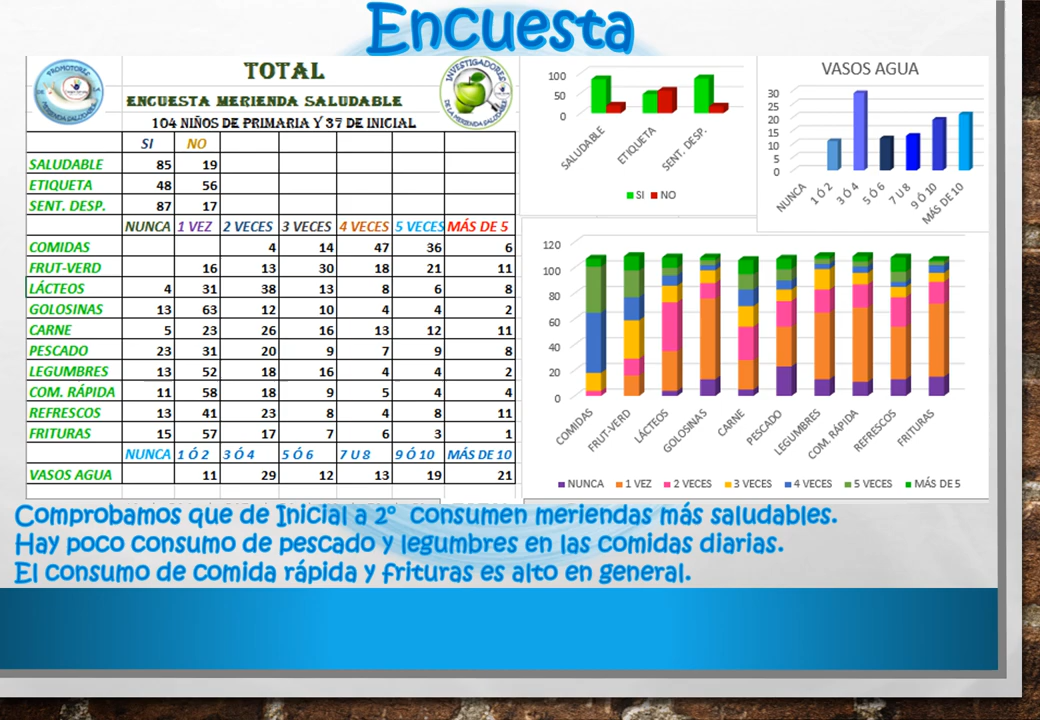 Encuesta
PROMOTORES
MERIENDA SALUDABLE
TOTAL
ENCUESTA MERIENDA SALUDABLE
104 NIÑOS DE PRIMARIA Y 37 DE INICIAL
INVESTIGADORES
DE LA MERIENDA SALUDABLE
SI NO
SALUDABLE 85 19
ETIQUETA 48 56
SENT. DESP. 87 17
NUNCA 1 VEZ 2 VECES 3 VECES 4 VECES 5 VECES MÁS DE 5
COMIDAS 4 14 47 36 6
FRUT-VERD 16 13 30 18 21 11
LÁCTEOS 4 31 38 13 8 6 8
GOLOSINAS 13 63 12 10 4 4 2
CARNE 5 23 26 16 13 12 11
PESCADO 23 31 20 9 7 9 8
LEGUMBRES 13 52 18 16 4 4 2
COM. RÁPIDA 11 58 18 9 5 4 4
REFRESCOS 13 41 23 8 4 8 11
FRITURAS 15 57 17 7 6 3 1
NUNCA 1 Ó 2 3 Ó 4 5 Ó 6 7 U 8 9 Ó 10 MÁS DE 10
VASOS AGUA 11 29 12 13 19 21
100
50
0
SALUDABLE ETIQUETA SENT. DESP.
SI NO
VASOS AGUA
30
25
20
15
10
5
0
NUNCA 1 Ó 2 3 Ó 4 5 Ó 6 7 U 8 9 Ó 10 MÁS DE 10
120
100
80
60
40
20
0
COMIDAS FRUT-VERD LÁCTEOS GOLOSINAS CARNE PESCADO LEGUMBRES COM. RÁPIDA REFRESCOS FRITURAS
NUNCA 1 VEZ 2 VECES 3 VECES 4 VECES 5 VECES MÁS DE 5
Comprobamos que de Inicial a 2° consumen meriendas más saludables.
Hay poco consumo de pescado y legumbres en las comidas diarias.
El consumo de comida rápida y frituras es alto en general.